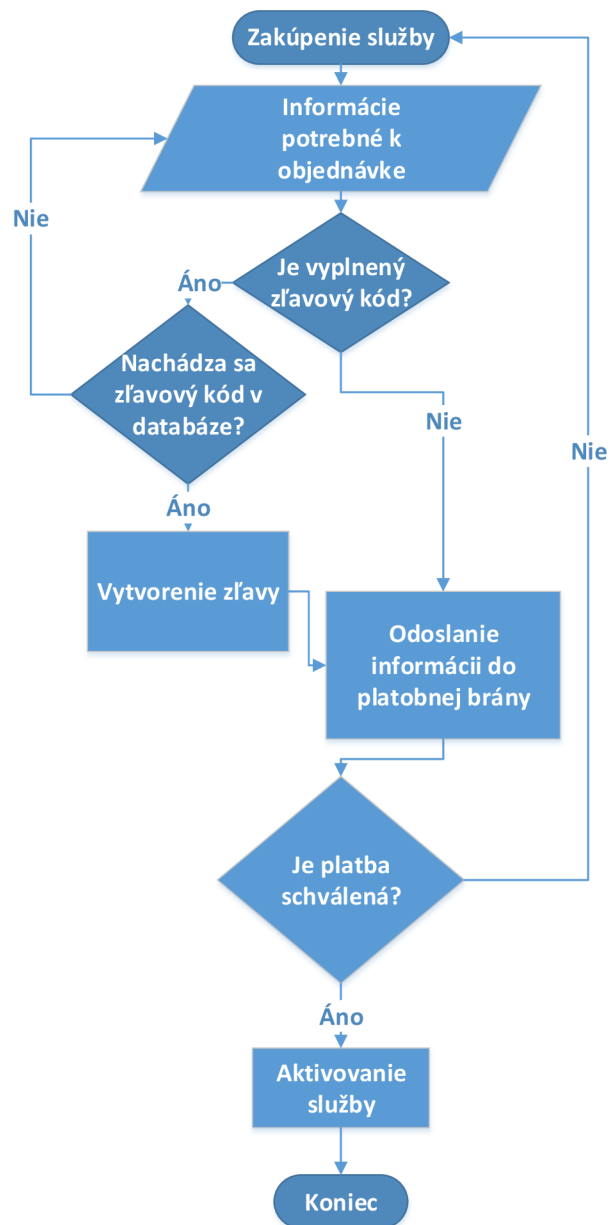 Zakúpenie služby
Informácie
potrebné k
objednávke
Nie
Je vyplnený
zľavový kód?
Áno
Nachádza sa
zľavový kód v
databáze?
Nie
Nie
Áno
Vytvorenie zľavy
Odoslanie
informácii do
platobnej brány
Je platba
schválená?
Áno
Aktivovanie
služby
Koniec